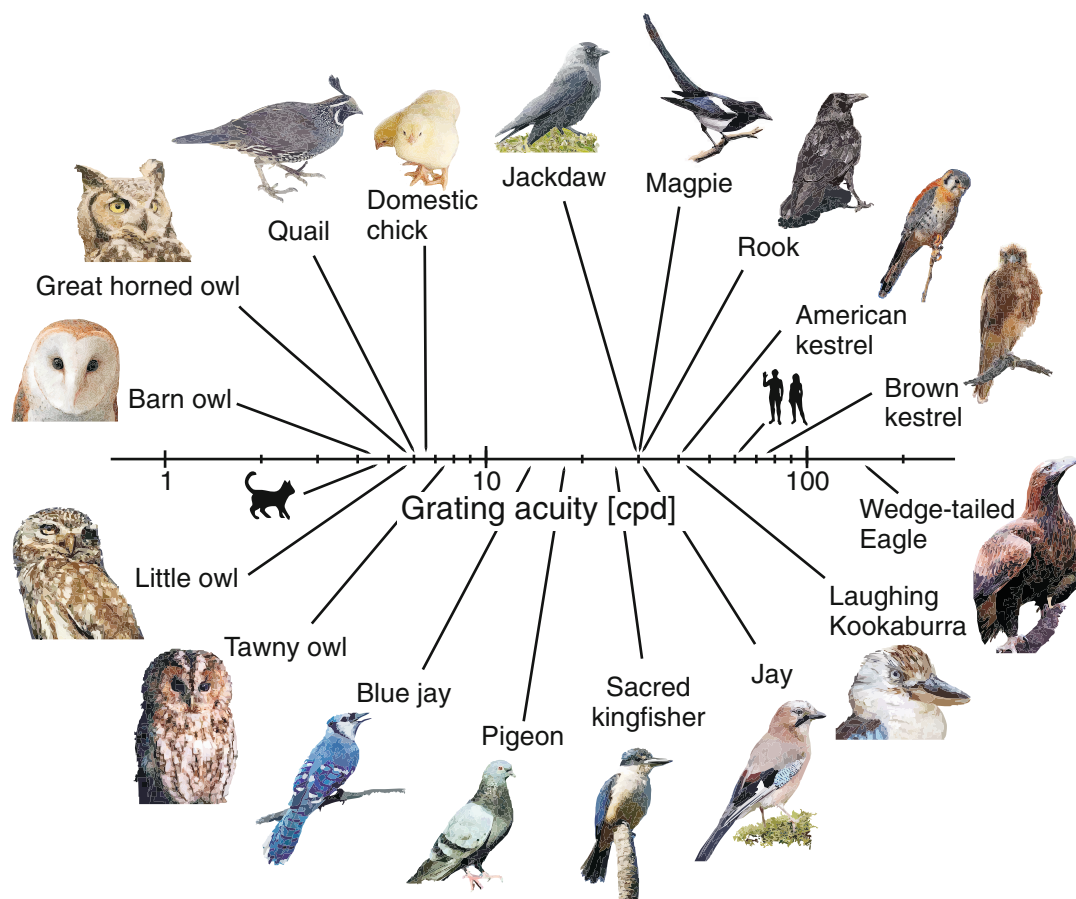 Jackdaw
Magpie
Domestic
chick
Quail
Rook
Great horned owl
American
kestrel
Barn owl
Brown
kestrel
1
10
100
Grating acuity [cpd]
Wedge-tailed
Eagle
Little owl
Laughing
Kookaburra
Tawny owl
Jay
Blue jay
Sacred
kingfisher
Pigeon